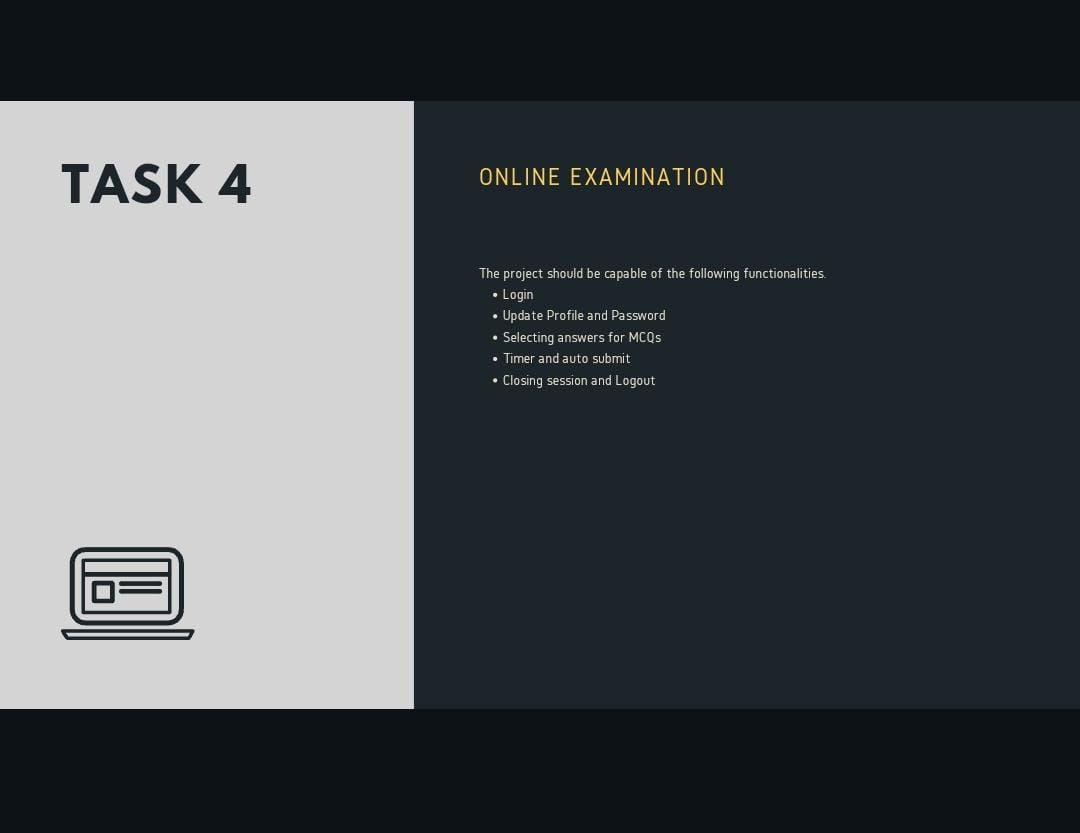 TASK 4
ONLINE EXAMINATION
The project should be capable of the following functionalities.
• Login
• Update Profile and Password
• Selecting answers for MCQs
• Timer and auto submit
• Closing session and Logout